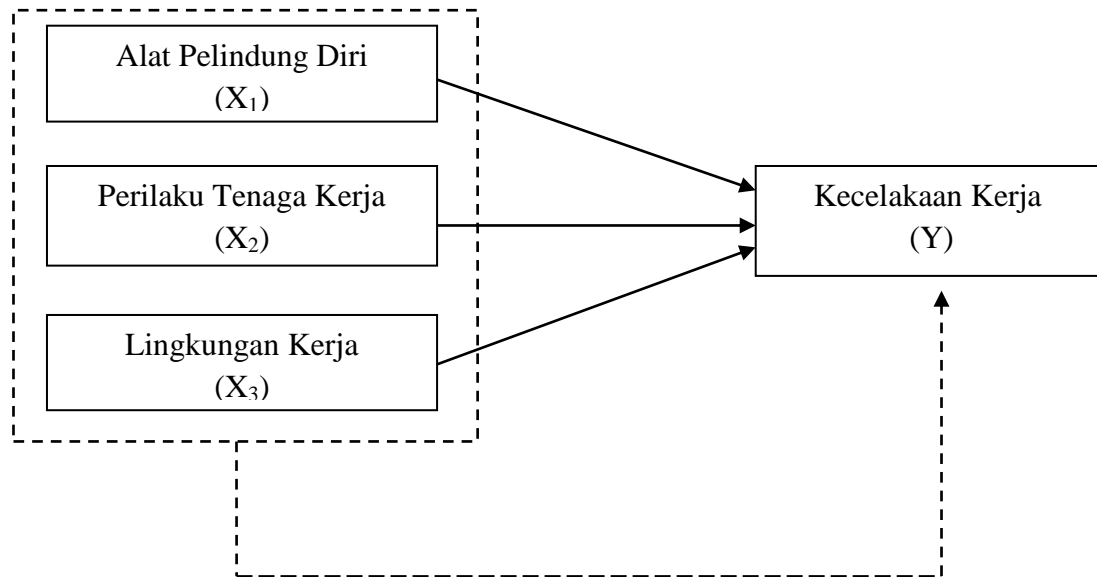 Alat Pelindung Diri
(X₁)
Perilaku Tenaga Kerja
(X₂)
Lingkungan Kerja
(X₃)
Kecelakaan Kerja
(Y)